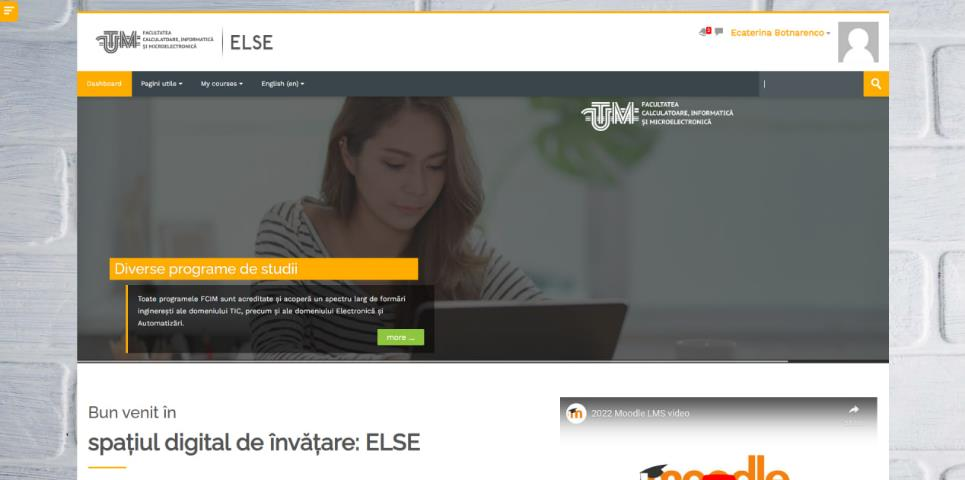 FACULTATEA
CALCULATOARE, INFORMATICĂ
ȘI MICROELECTRONICĂ
ELSE
Ecaterina Botnarenco
Dashboard
Pagini utile
My courses
English (en)
FACULTATEA
CALCULATOARE, INFORMATICĂ
ȘI MICROELECTRONICĂ
Diverse programe de studii
Toate programele FCIM sunt acreditate și acoperă un spectru larg de formări
inginerești ale domeniului TIC, precum și ale domeniului Electronică și
Automatizări.
more ...
Bun venit în
spațiul digital de învățare: ELSE
2022 Moodle LMS video
moodle